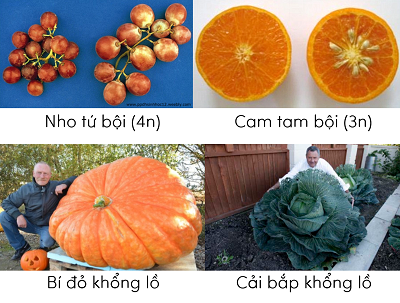 Nho tứ bội (4n)
Cam tam bội (3n)
Bí đỏ khổng lồ
Cải bắp khổng lồ